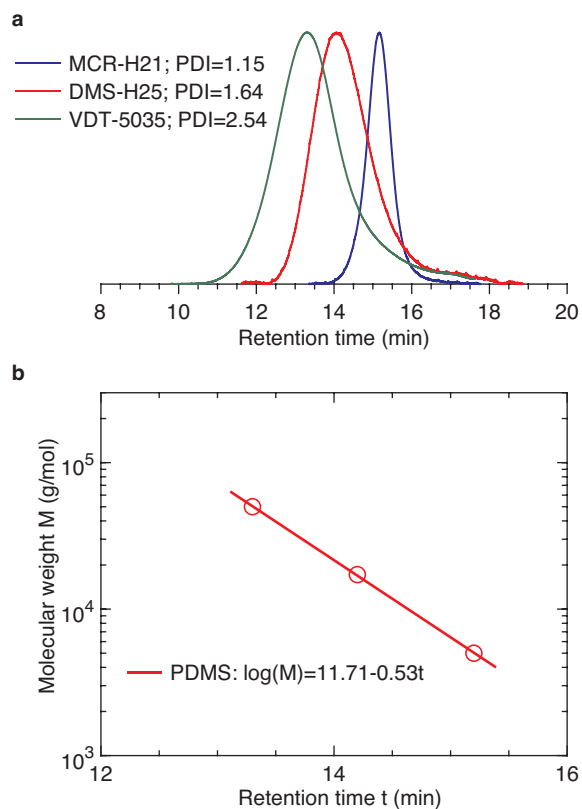 a
MCR-H21; PDI=1.15
DMS-H25; PDI=1.64
VDT-5035; PDI=2.54
8 10 12 14 16 18 20
Retention time (min)
b
Molecular weight M (g/mol)
10^5
10^4
10^3
PDMS: log(M)=11.71-0.53t
12 14 16
Retention time t (min)